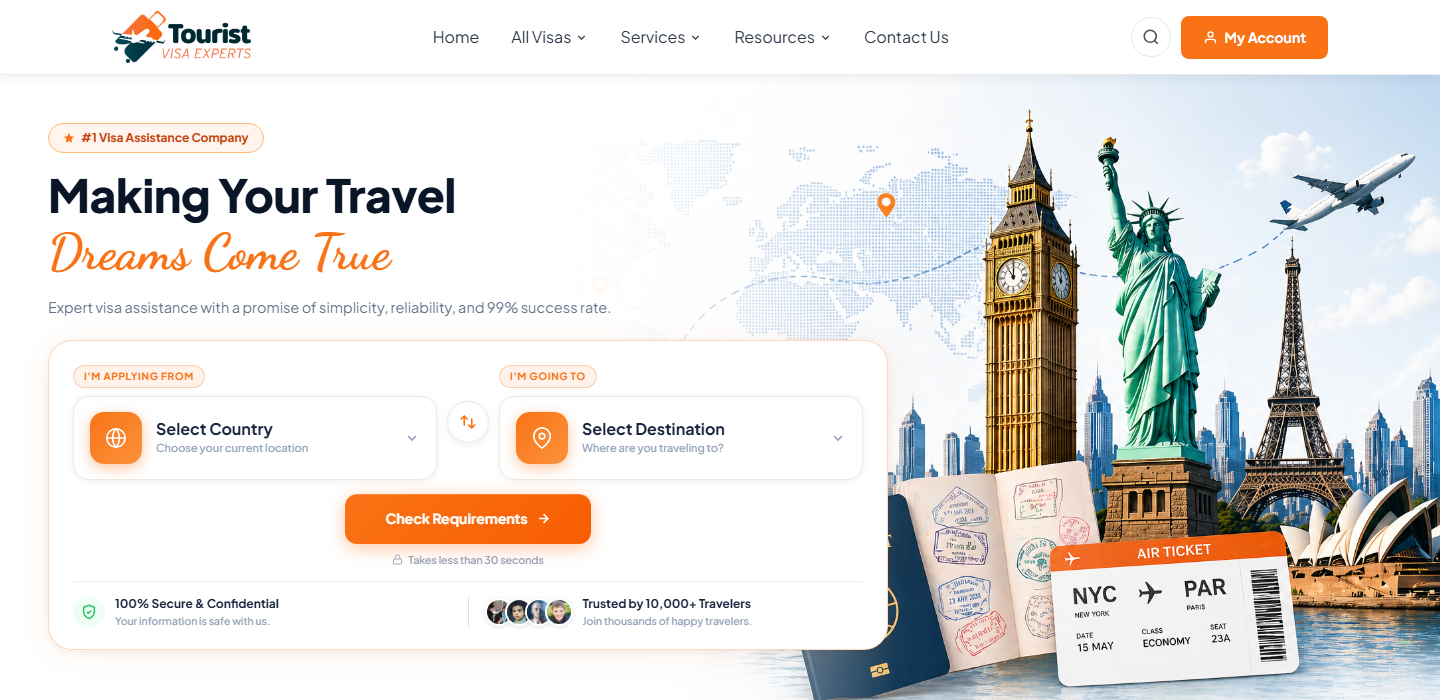 Tourist
VISA EXPERTS
Home
All Visas
Services
Resources
Contact Us
My Account
#1 Visa Assistance Company
Making Your Travel
Dreams Come True
Expert visa assistance with a promise of simplicity, reliability, and 99% success rate.
I'M APPLYING FROM
Select Country
Choose your current location
I'M GOING TO
Select Destination
Where are you traveling to?
Check Requirements
Takes less than 30 seconds
100% Secure & Confidential
Your information is safe with us.
Trusted by 10,000+ Travelers
Join thousands of happy travelers.
AIR TICKET
NYC
PAR
NEW YORK
PARIS
DATE
CLASS
SEAT
15 MAY
ECONOMY
23A